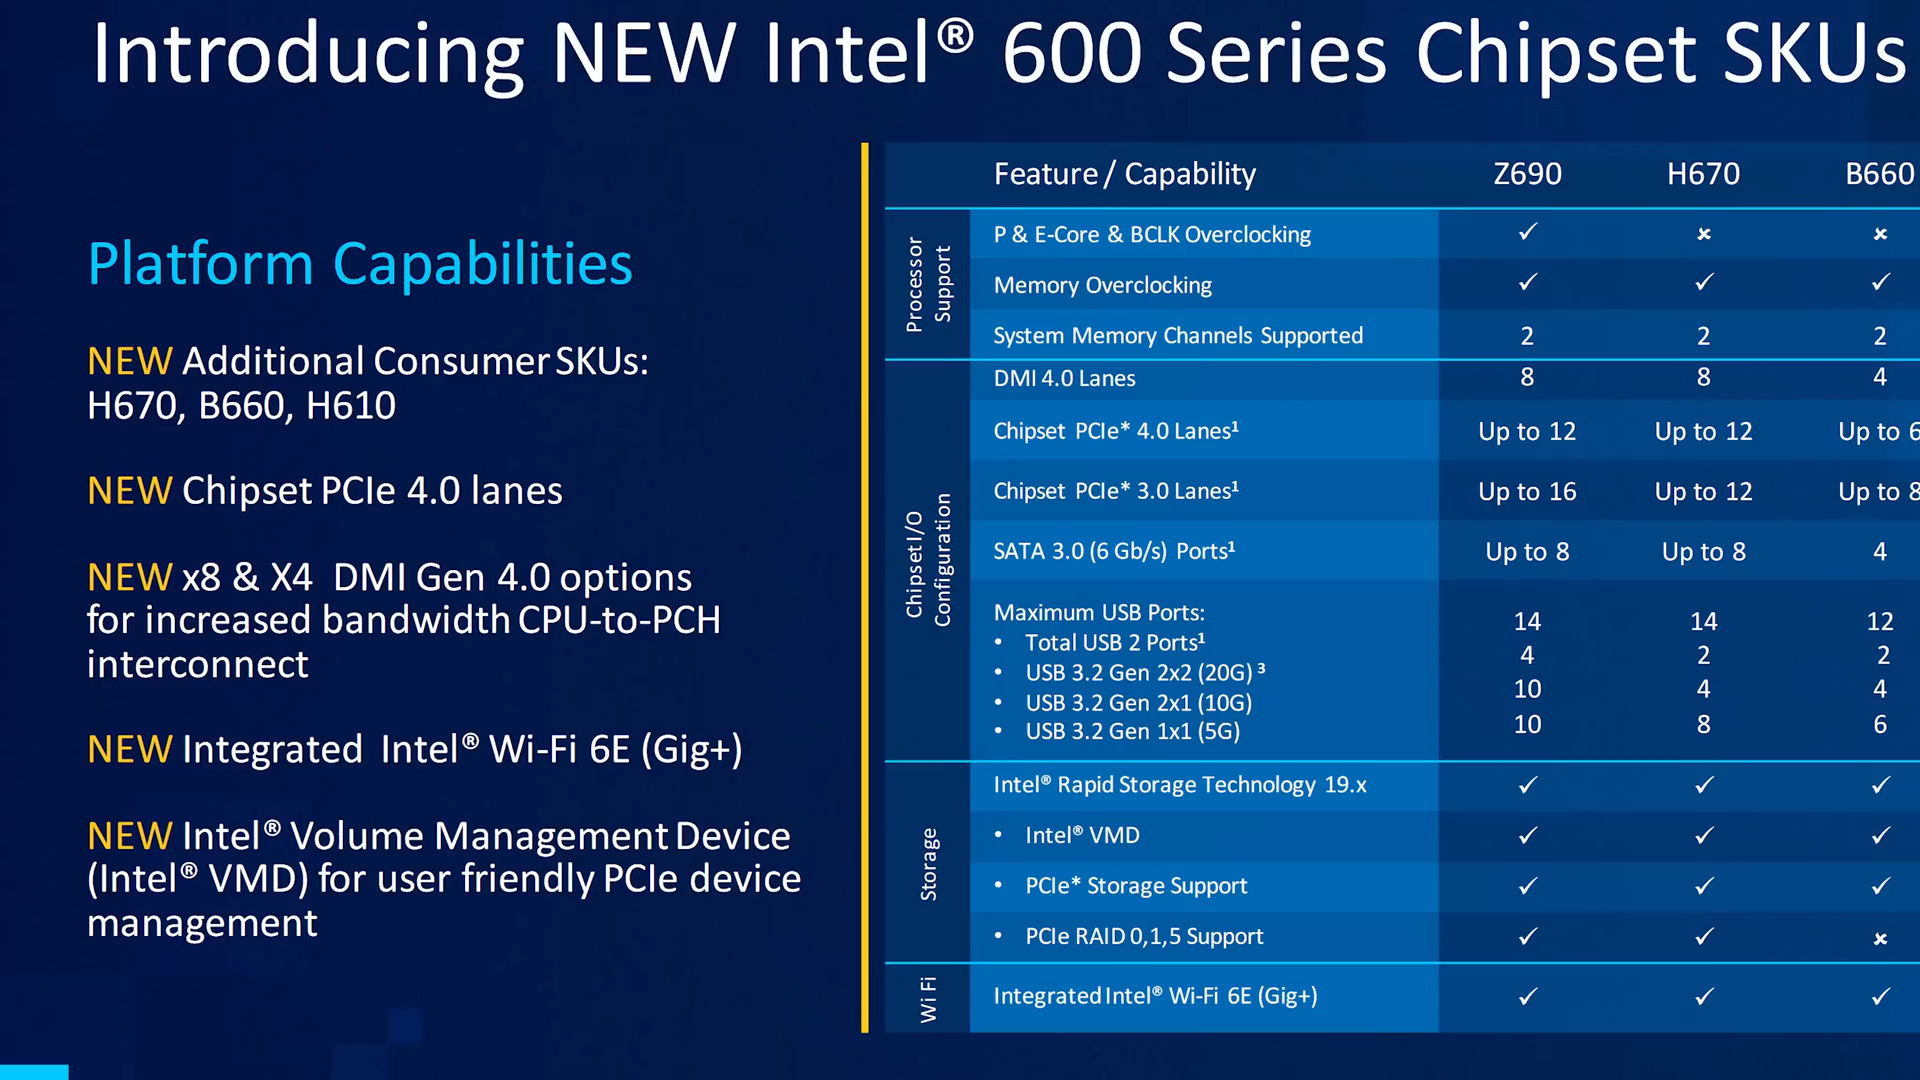 Introducing NEW Intel® 600 Series Chipset SKUs
Platform Capabilities
NEW Additional Consumer SKUs:
H670, B660, H610
NEW Chipset PCIe 4.0 lanes
NEW x8 & X4 DMI Gen 4.0 options
for increased bandwidth CPU-to-PCH
interconnect
NEW Integrated Intel® Wi-Fi 6E (Gig+)
NEW Intel® Volume Management Device
(Intel® VMD) for user friendly PCIe device
management
Feature / Capability Z690 H670 B660
Processor
Support
P & E-Core & BCLK Overclocking ✓ × ×
Memory Overclocking ✓ ✓ ✓
System Memory Channels Supported 2 2 2
Chipset I/O
Configuration
DMI 4.0 Lanes 8 8 4
Chipset PCIe* 4.0 Lanes¹ Up to 12 Up to 12 Up to 6
Chipset PCIe* 3.0 Lanes¹ Up to 16 Up to 12 Up to 8
SATA 3.0 (6 Gb/s) Ports¹ Up to 8 Up to 8 4
Maximum USB Ports:
• Total USB 2 Ports¹ 14 14 12
• USB 3.2 Gen 2x2 (20G) ³ 4 2 2
• USB 3.2 Gen 2x1 (10G) 10 4 4
• USB 3.2 Gen 1x1 (5G) 10 8 6
Storage
Intel® Rapid Storage Technology 19.x ✓ ✓ ✓
• Intel® VMD ✓ ✓ ✓
• PCIe* Storage Support ✓ ✓ ✓
• PCIe RAID 0,1,5 Support ✓ ✓ ×
Wi Fi
Integrated Intel® Wi-Fi 6E (Gig+) ✓ ✓ ✓